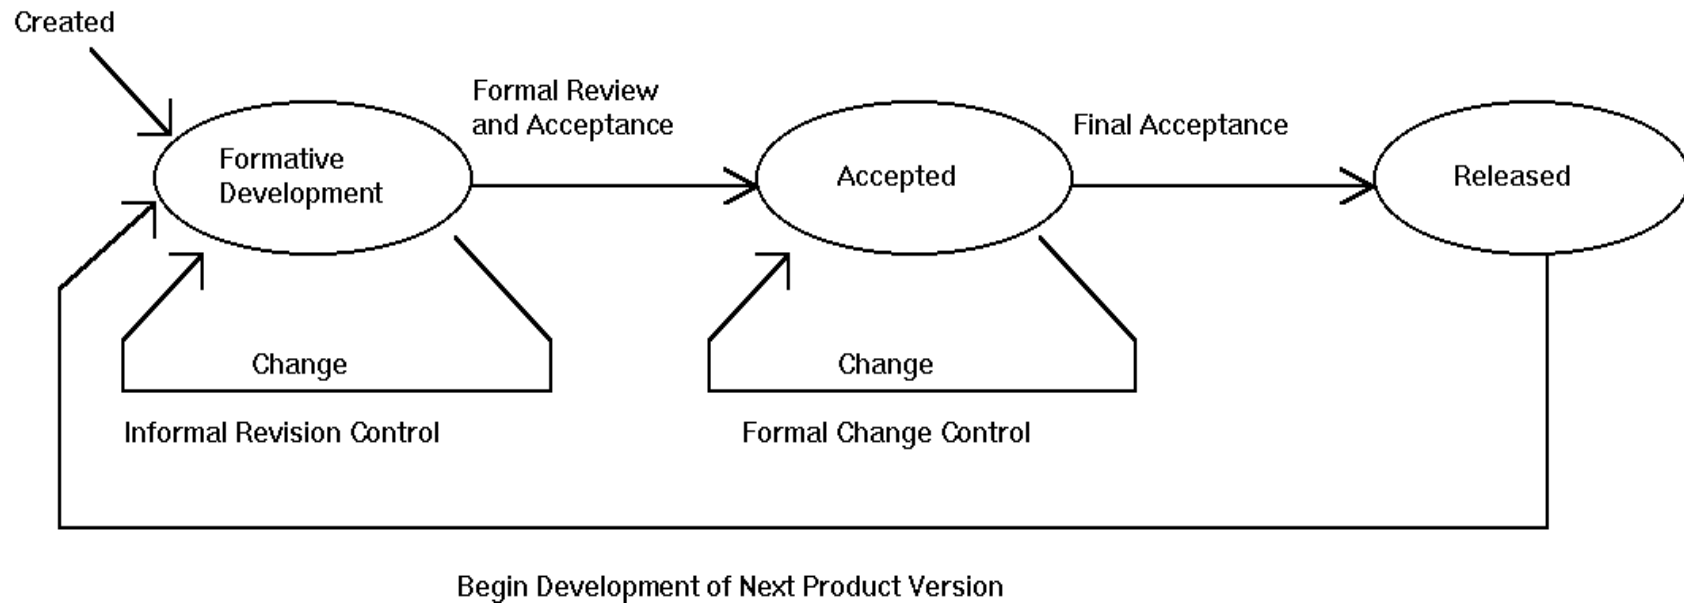 Created
Formal Review
and Acceptance
Final Acceptance
Formative
Development
Accepted
Released
Change
Change
Informal Revision Control
Formal Change Control
Begin Development of Next Product Version